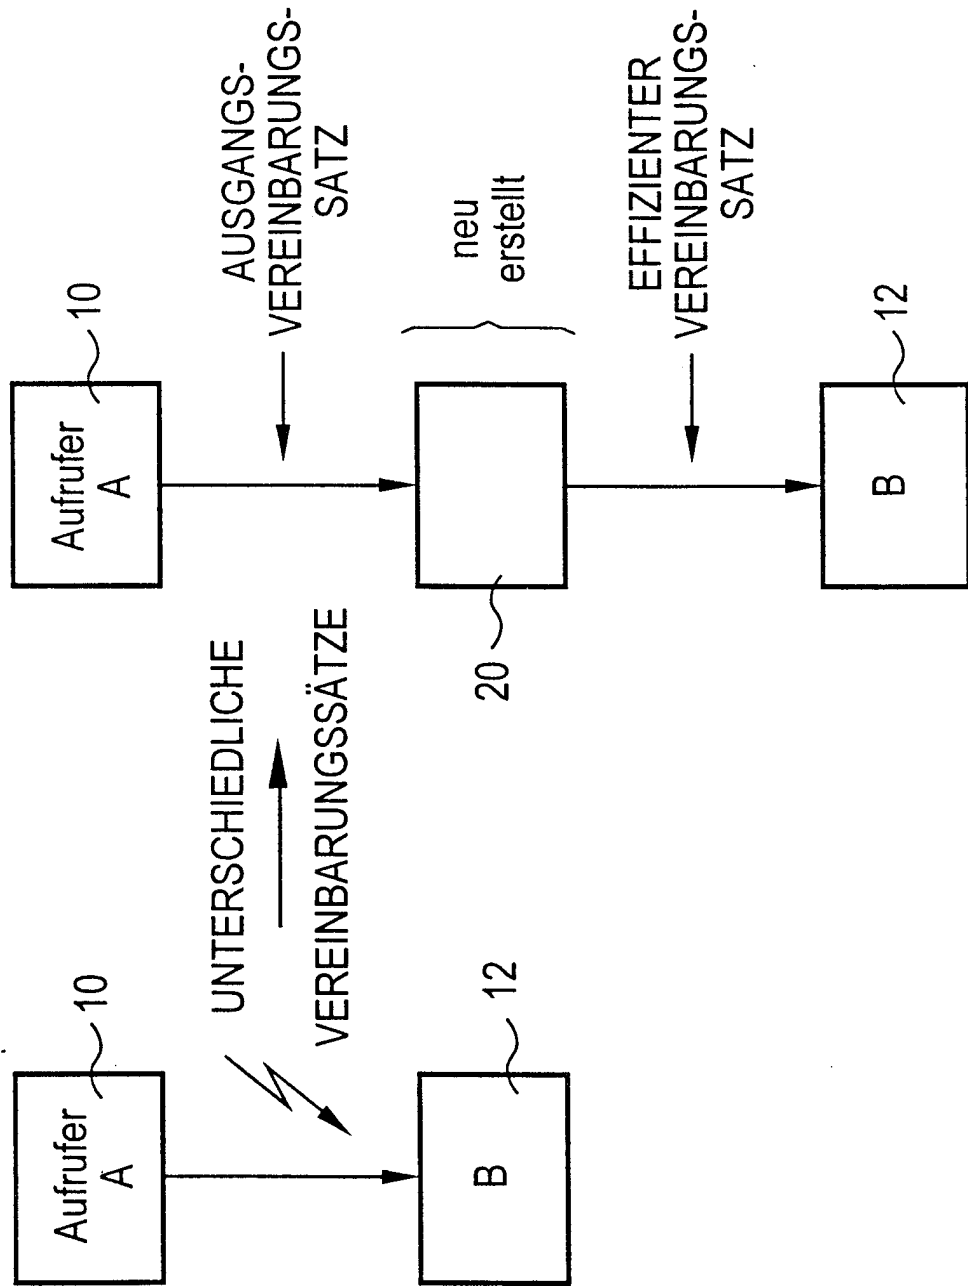 Aufrufer
A
10
UNTERSCHIEDLICHE
VEREINBARUNGSSÄTZE
B
12
Aufrufer
A
10
AUSGANGS-
VEREINBARUNGS-
SATZ
20
neu
erstellt
EFFIZIENTER
VEREINBARUNGS-
SATZ
B
12